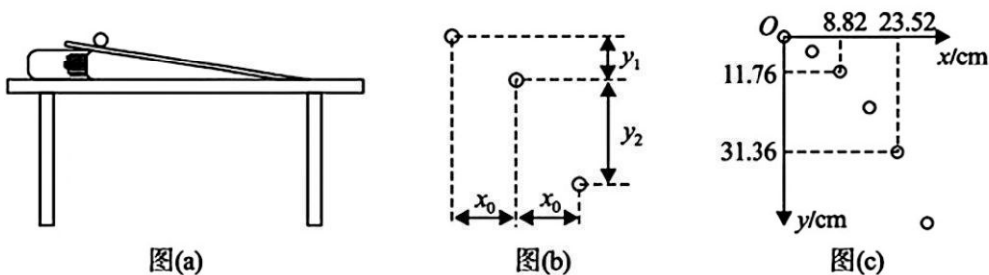 O 8.82 23.52
x/cm
11.76
31.36
y/cm
y₁
y₂
x₀ x₀
图(a) 图(b) 图(c)